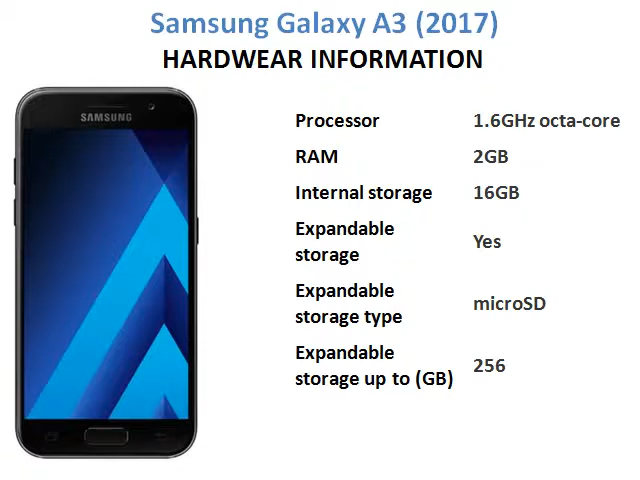 Samsung Galaxy A3 (2017)
HARDWEAR INFORMATION
SAMSUNG
Processor 1.6GHz octa-core
RAM 2GB
Internal storage 16GB
Expandable
storage Yes
Expandable
storage type microSD
Expandable
storage up to (GB) 256